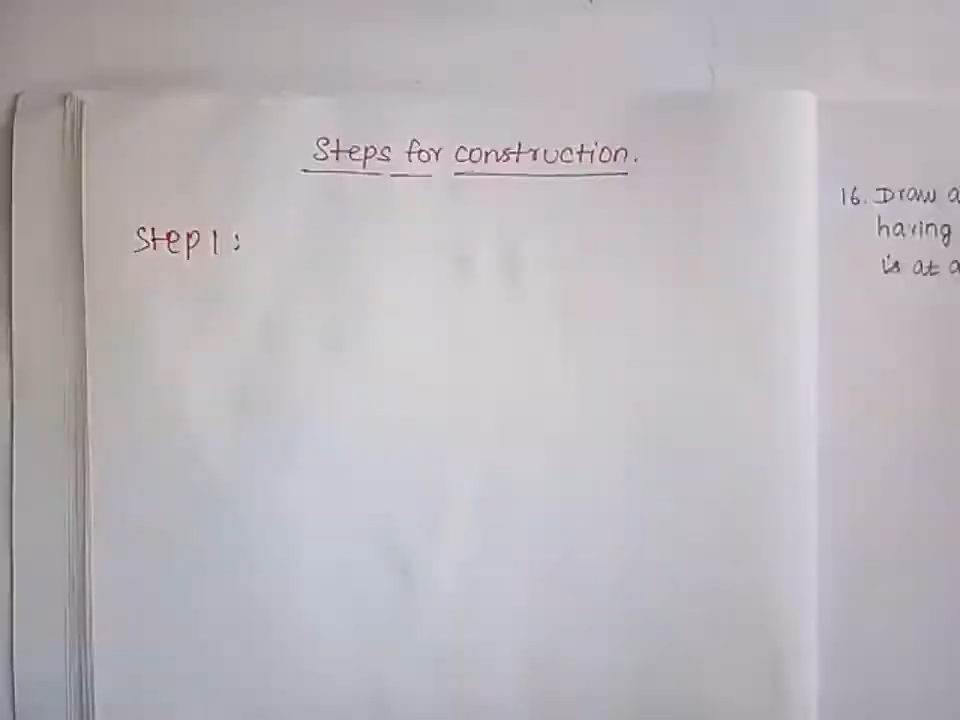 Steps for construction.
Step 1 :
16. Draw a
having
is at a